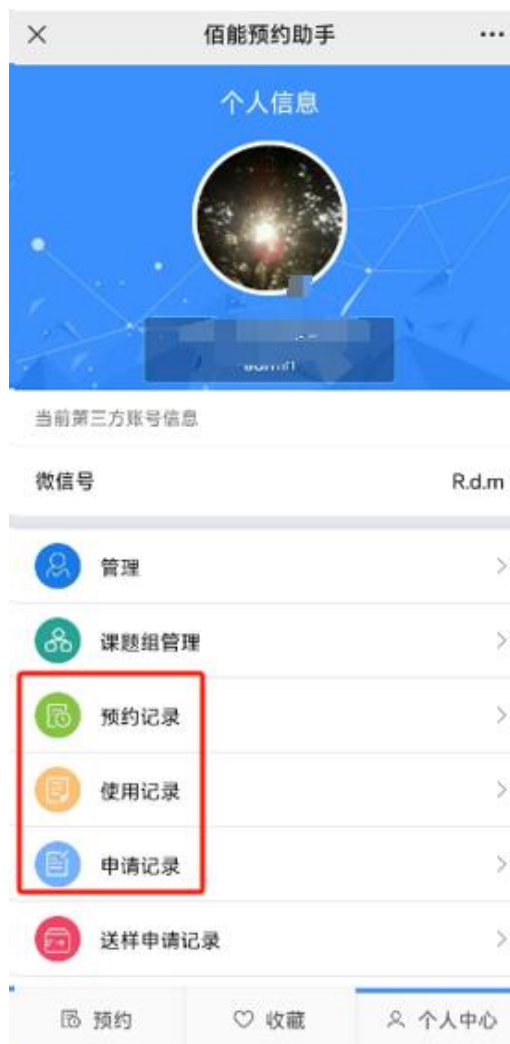 佰能预约助手
个人信息
当前第三方账号信息
微信号 R.d.m
管理
课题组管理
预约记录
使用记录
申请记录
送样申请记录
预约 收藏 个人中心